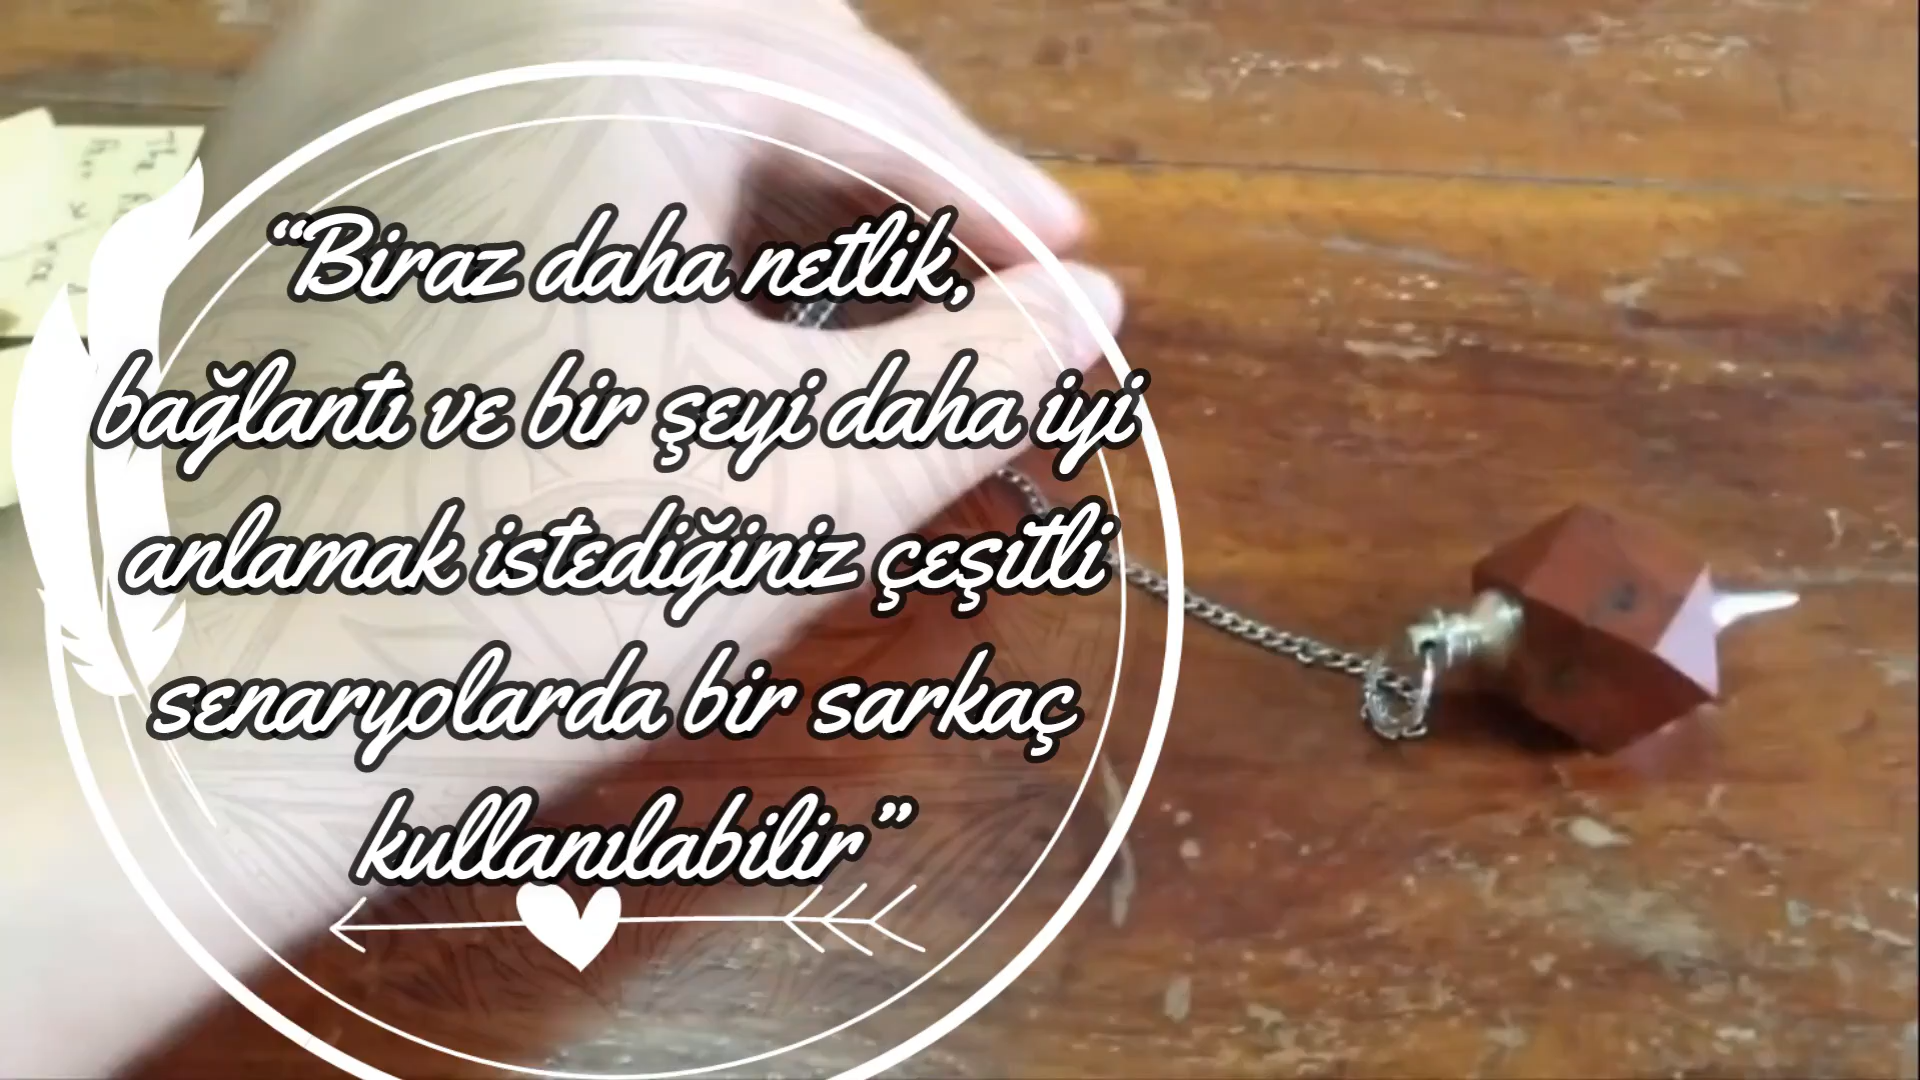 “Biraz daha netlik,
bağlantı ve bir şeyi daha iyi
anlamak istediğiniz çeşitli
senaryolarda bir sarkaç
kullanılabilir”